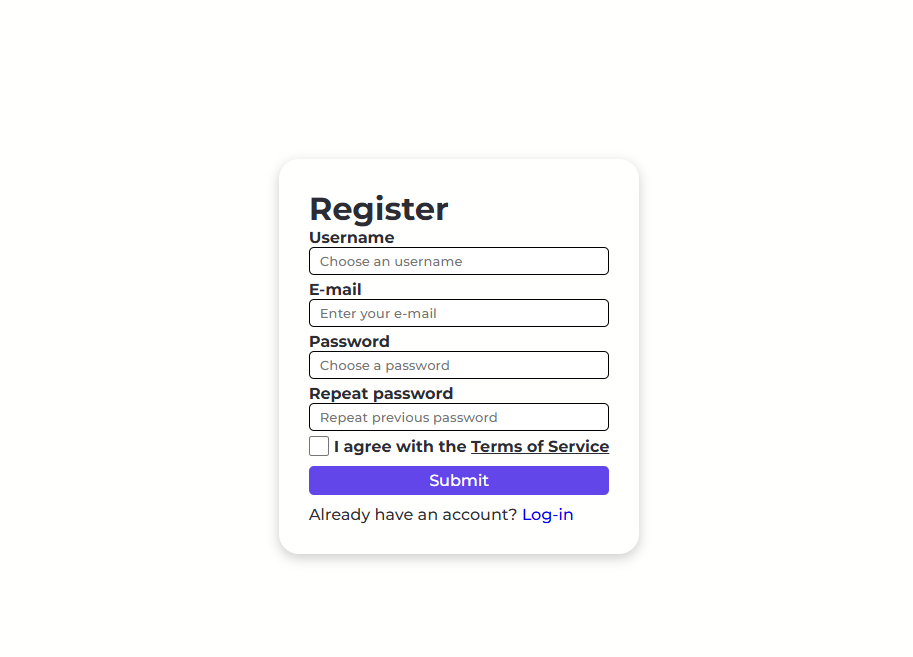 Register
Username
Choose an username
E-mail
Enter your e-mail
Password
Choose a password
Repeat password
Repeat previous password
I agree with the Terms of Service
Submit
Already have an account? Log-in